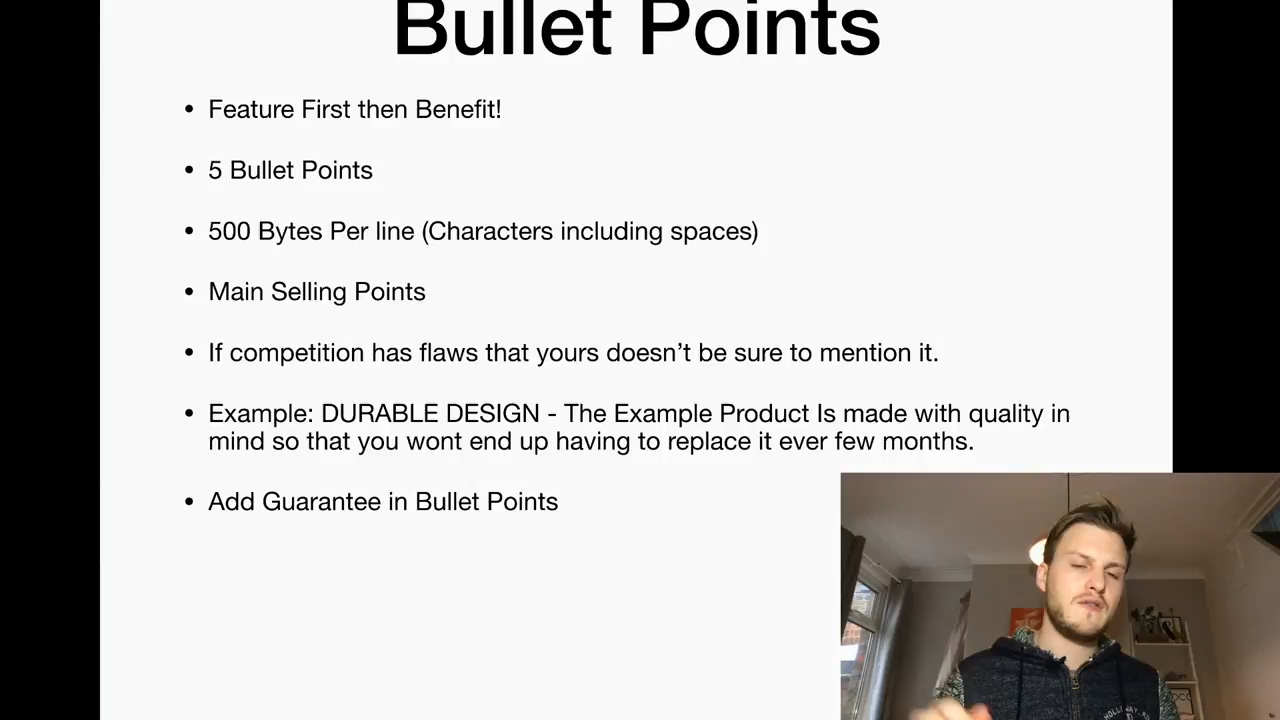 Bullet Points
• Feature First then Benefit!
• 5 Bullet Points
• 500 Bytes Per line (Characters including spaces)
• Main Selling Points
• If competition has flaws that yours doesn’t be sure to mention it.
• Example: DURABLE DESIGN - The Example Product Is made with quality in
mind so that you wont end up having to replace it ever few months.
• Add Guarantee in Bullet Points